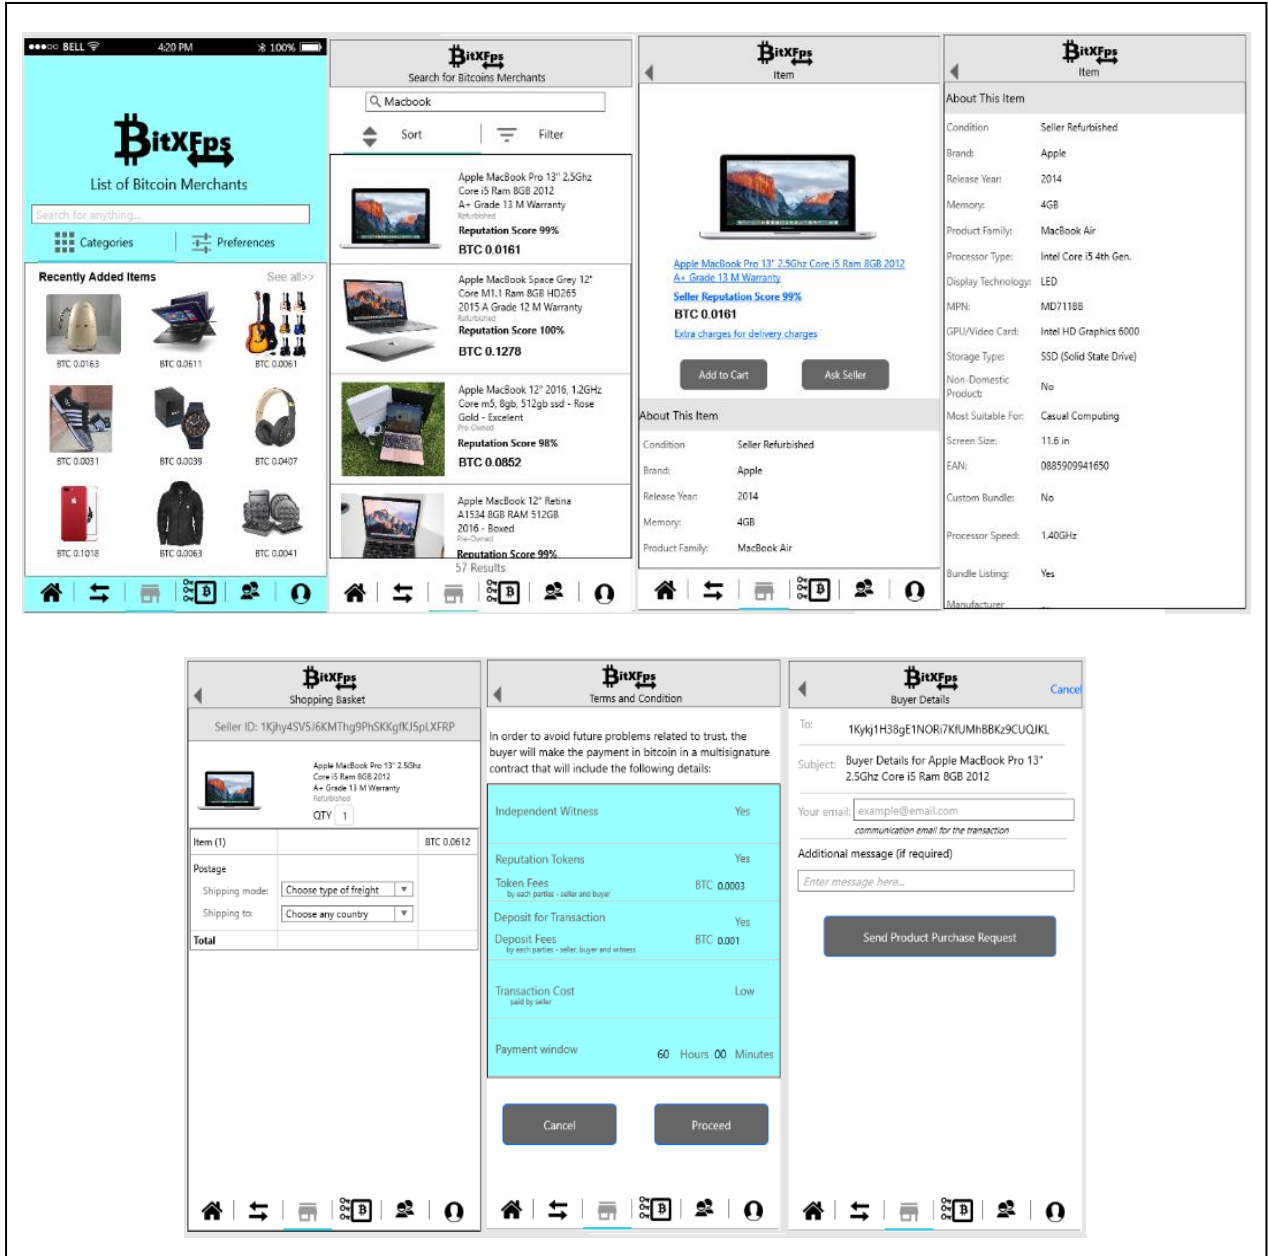 BELL 4:20 PM 100%
BitXFps
List of Bitcoin Merchants
Search for anything...
Categories Preferences
Recently Added Items See all>>
BTC 0.0163 BTC 0.0611 BTC 0.0061
BTC 0.0031 BTC 0.0039 BTC 0.0407
BTC 0.1018 BTC 0.0063 BTC 0.0041
BitXFps
Search for Bitcoins Merchants
Macbook
Sort Filter
Apple MacBook Pro 13" 2.5Ghz
Core i5 Ram 8GB 2012
A+ Grade 13 M Warranty
Refurbished
Reputation Score 99%
BTC 0.0161
Apple MacBook Space Grey 12"
Core M1.1 Ram 8GB HD265
2015 A Grade 12 M Warranty
Refurbished
Reputation Score 100%
BTC 0.1278
Apple MacBook 12" 2016, 1.2GHz
Core m5, 8gb, 512gb ssd - Rose
Gold - Excelent
Pre-Owned
Reputation Score 98%
BTC 0.0852
Apple MacBook 12" Retina
A1534 8GB RAM 512GB
2016 - Boxed
Pre-Owned
Reputation Score 99%
57 Results
BitXFps
Item
Apple MacBook Pro 13" 2.5Ghz Core i5 Ram 8GB 2012
A+ Grade 13 M Warranty
Seller Reputation Score 99%
BTC 0.0161
Extra charges for delivery charges
Add to Cart Ask Seller
About This Item
Condition Seller Refurbished
Brand: Apple
Release Year: 2014
Memory: 4GB
Product Family: MacBook Air
BitXFps
Item
About This Item
Condition Seller Refurbished
Brand: Apple
Release Year: 2014
Memory: 4GB
Product Family: MacBook Air
Processor Type: Intel Core i5 4th Gen.
Display Technology: LED
MPN: MD711BB
GPU/Video Card: Intel HD Graphics 6000
Storage Type: SSD (Solid State Drive)
Non-Domestic
Product: No
Most Suitable For: Casual Computing
Screen Size: 11.6 in
EAN: 0885909941650
Custom Bundle: No
Processor Speed: 1.40GHz
Bundle Listing: Yes
Manufacturer
BitXFps
Shopping Basket
Seller ID: 1Kjhy4SV5J6KMThg9PhSKKgfKJ5pLXFRP
Apple MacBook Pro 13" 2.5Ghz
Core i5 Ram 8GB 2012
A+ Grade 13 M Warranty
Refurbished
QTY 1
Item (1) BTC 0.0612
Postage
Shipping mode: Choose type of freight
Shipping to: Choose any country
Total
BitXFps
Terms and Condition
In order to avoid future problems related to trust, the
buyer will make the payment in bitcoin in a multisignature
contract that will include the following details:
Independent Witness Yes
Reputation Tokens Yes
Token Fees BTC 0.0003
by each parties - seller and buyer
Deposit for Transaction Yes
Deposit Fees BTC 0.001
by each parties - seller, buyer and witness
Transaction Cost Low
paid by seller
Payment window 60 Hours 00 Minutes
Cancel Proceed
BitXFps
Buyer Details Cancel
To: 1Kykj1H38gE1NORi7KfUMhBBKz9CUQJKL
Subject: Buyer Details for Apple MacBook Pro 13"
2.5Ghz Core i5 Ram 8GB 2012
Your email: example@email.com
communication email for the transaction
Additional message (if required)
Enter message here...
Send Product Purchase Request